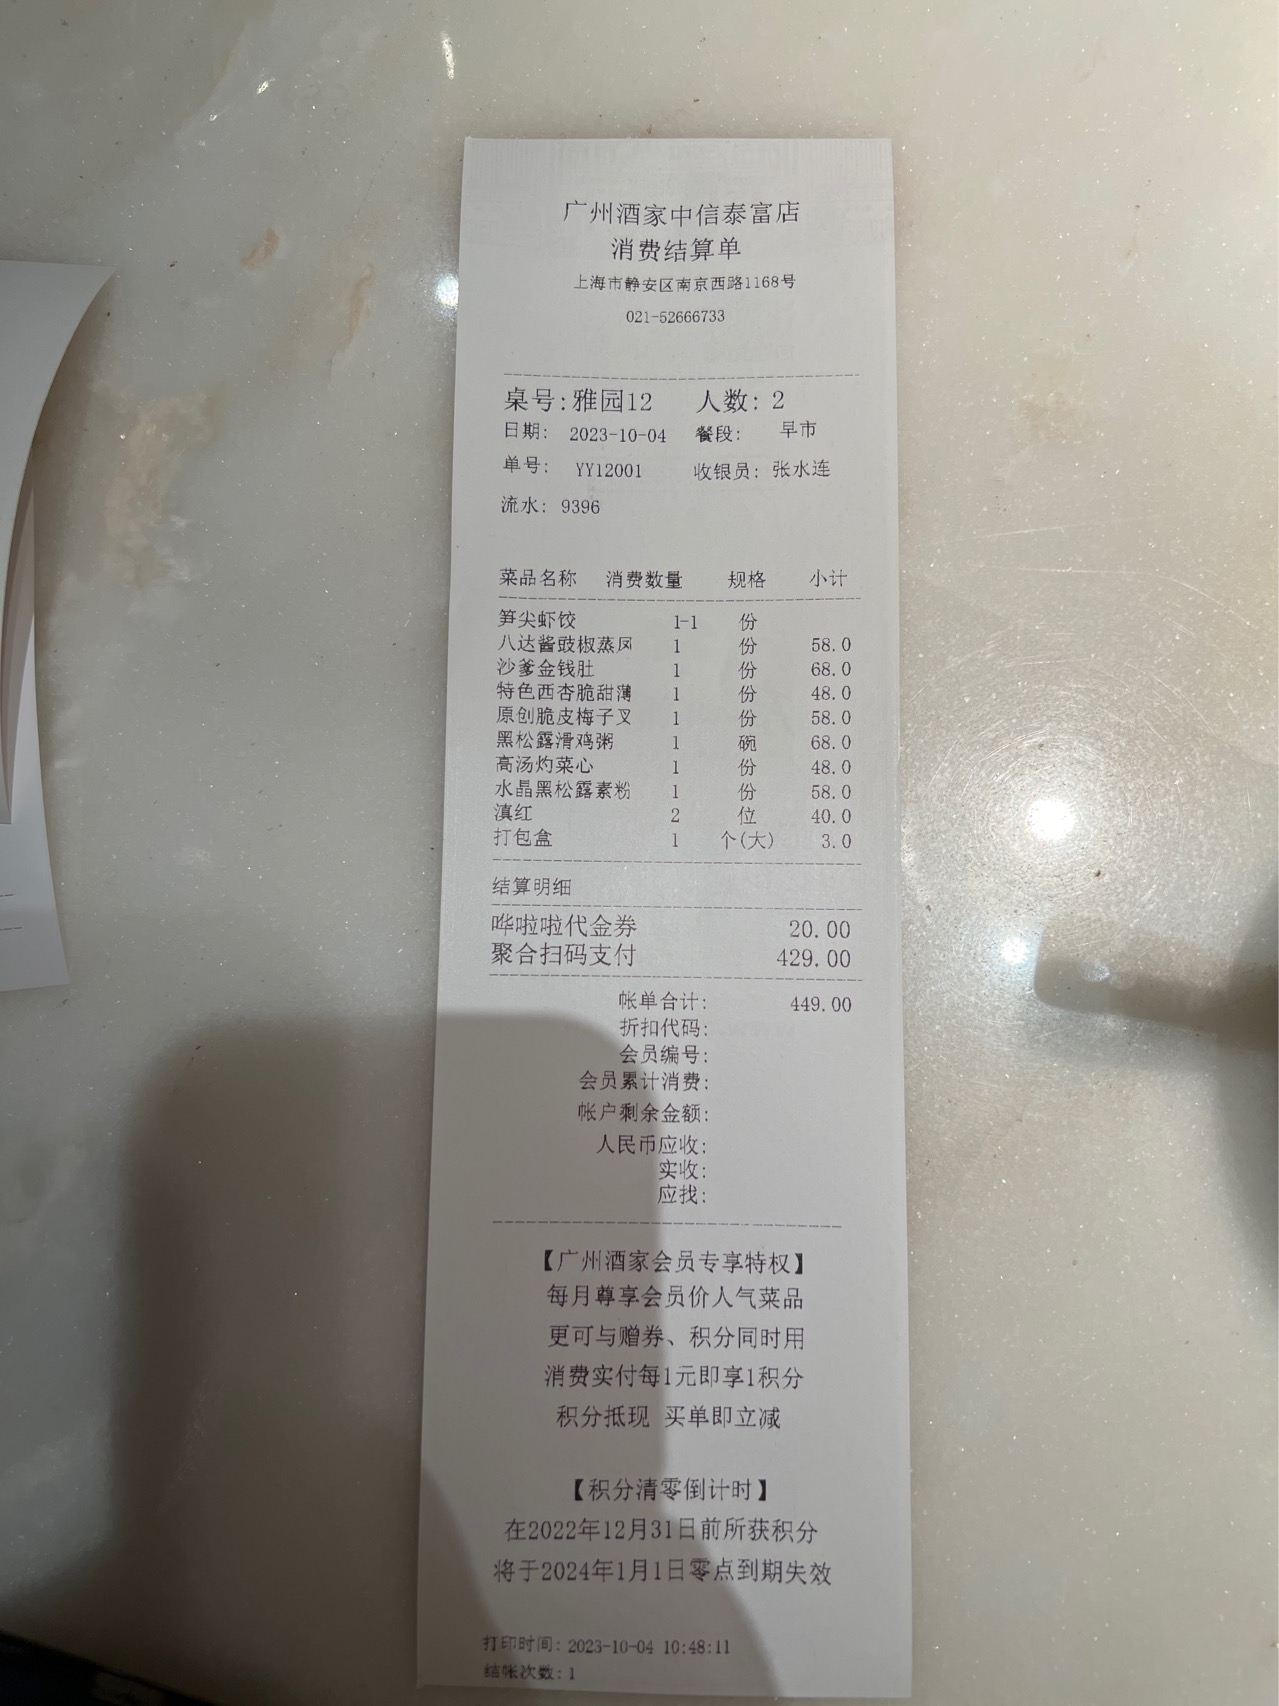 广州酒家中信泰富店
消费结算单
上海市静安区南京西路1168号
021-52666733
桌号:雅园12 人数: 2
日期: 2023-10-04 餐段: 早市
单号: YY12001 收银员: 张水连
流水: 9396
菜品名称 消费数量 规格 小计
笋尖虾饺 1-1 份
八达酱豉椒蒸凤 1 份 58.0
沙爹金钱肚 1 份 68.0
特色西杏脆甜薄 1 份 48.0
原创脆皮梅子叉 1 份 58.0
黑松露滑鸡粥 1 碗 68.0
高汤灼菜心 1 份 48.0
水晶黑松露素粉 1 份 58.0
滇红 2 位 40.0
打包盒 1 个(大) 3.0
结算明细
哗啦啦代金券 20.00
聚合扫码支付 429.00
帐单合计: 449.00
折扣代码:
会员编号:
会员累计消费:
帐户剩余金额:
人民币应收:
实收:
应找:
【广州酒家会员专享特权】
每月尊享会员价人气菜品
更可与赠券、积分同时用
消费实付每1元即享1积分
积分抵现 买单即立减
【积分清零倒计时】
在2022年12月31日前所获积分
将于2024年1月1日零点到期失效
打印时间: 2023-10-04 10:48:11
结帐次数: 1